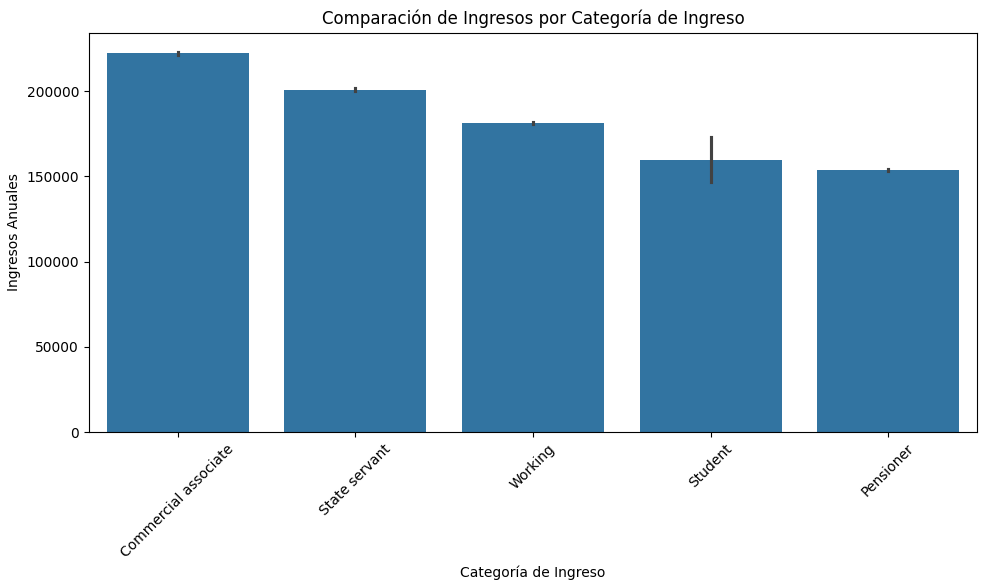 Comparación de Ingresos por Categoría de Ingreso
Ingresos Anuales
200000
150000
100000
50000
0
Commercial associate
State servant
Working
Student
Pensioner
Categoría de Ingreso